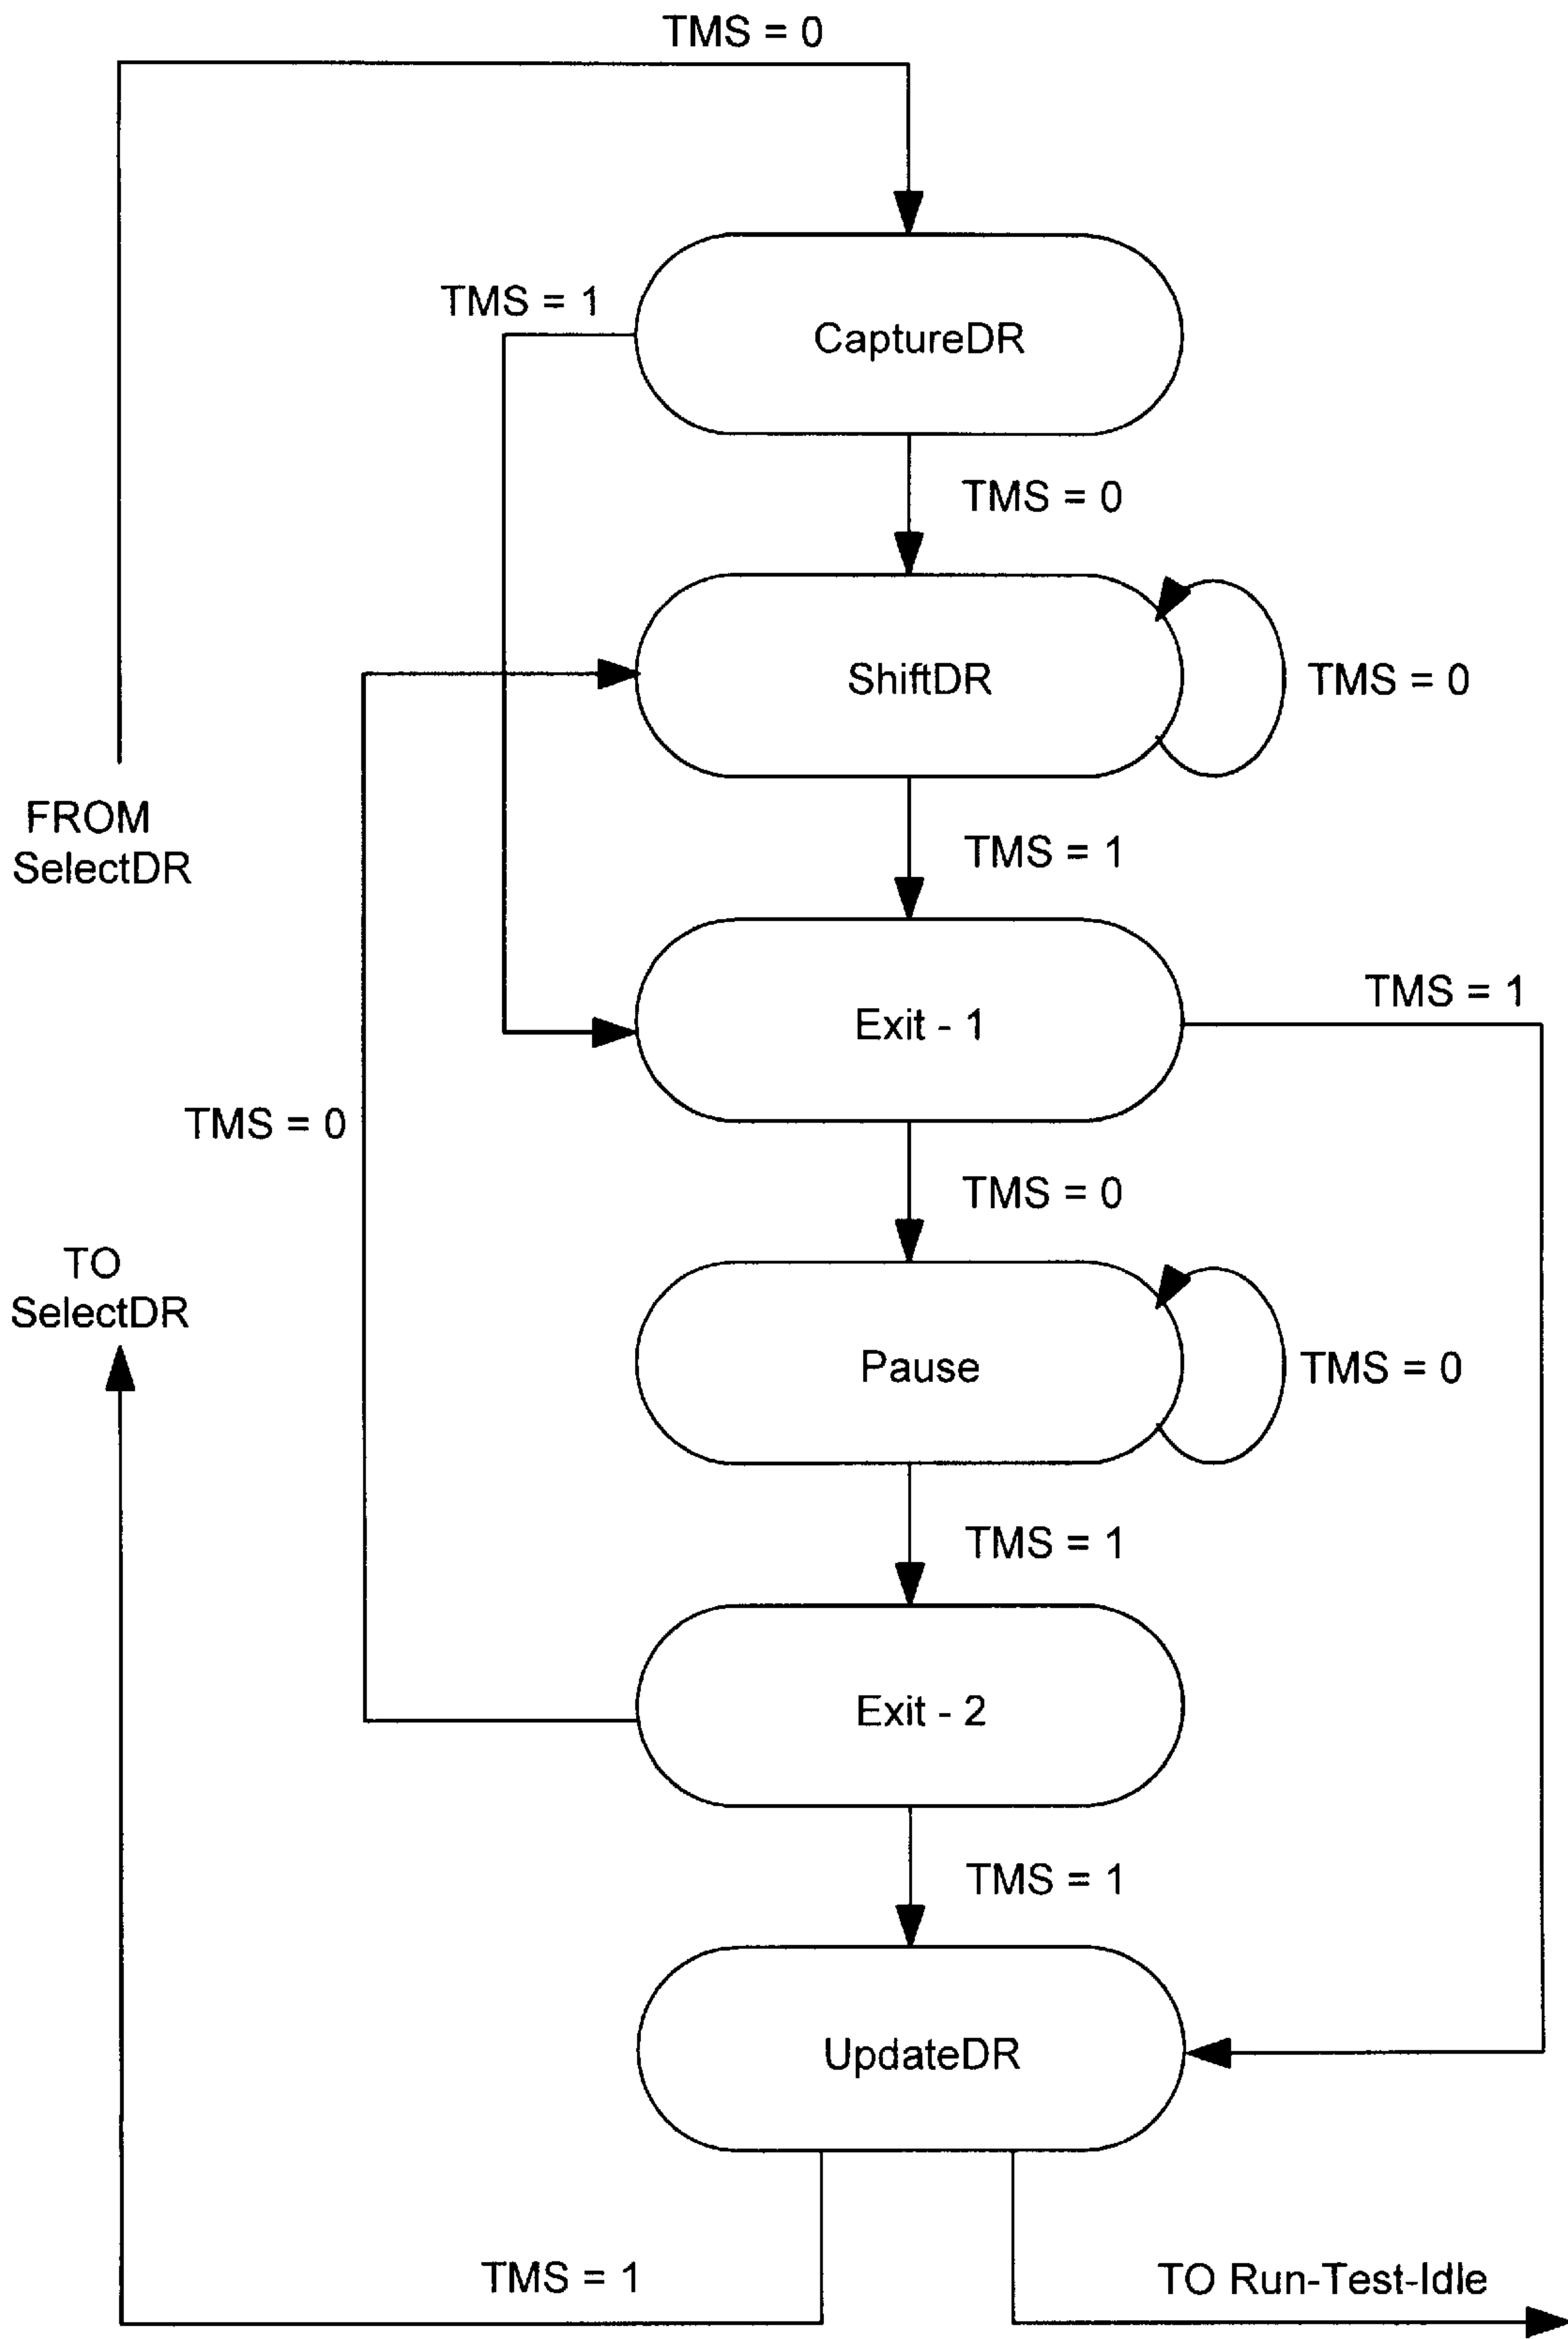 TMS = 0
TMS = 1
CaptureDR
TMS = 0
ShiftDR
TMS = 0
FROM
SelectDR
TMS = 1
TMS = 1
Exit - 1
TMS = 0
TMS = 0
TO
SelectDR
Pause
TMS = 0
TMS = 1
Exit - 2
TMS = 1
UpdateDR
TMS = 1
TO Run-Test-Idle